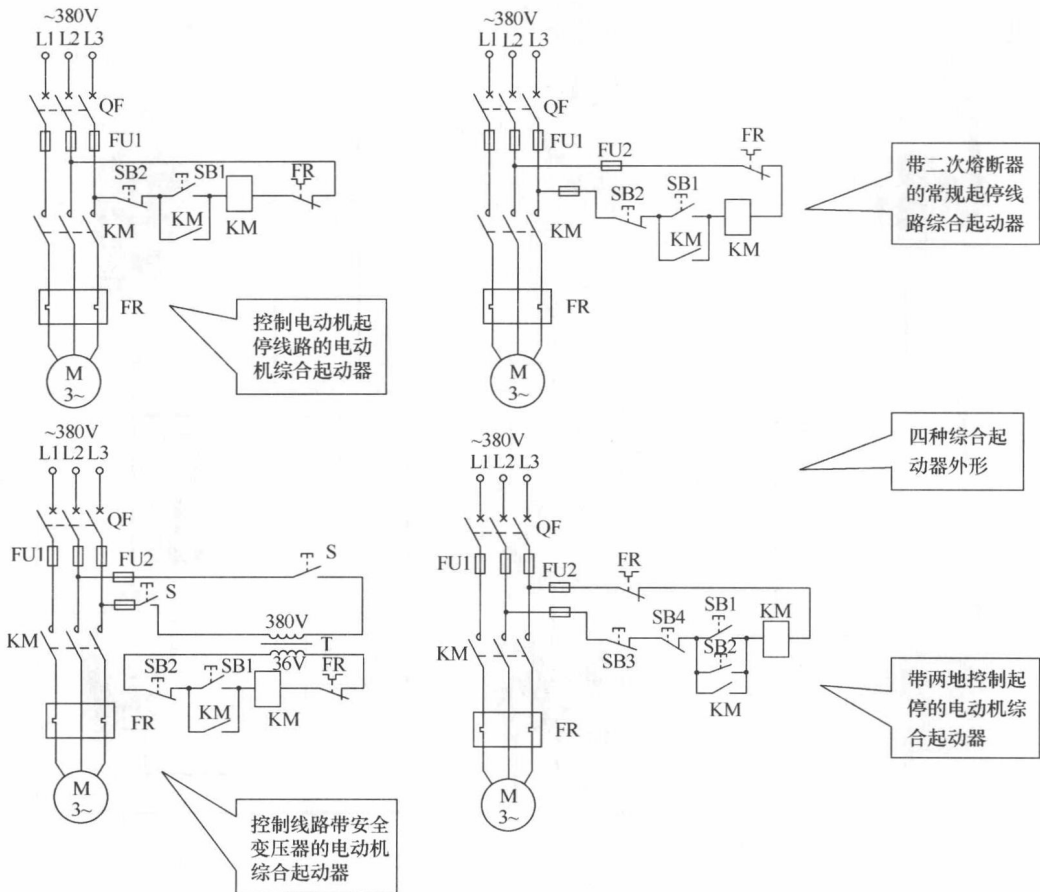 ~380V
L1 L2 L3
QF
FU1
SB2
SB1
FR
KM
KM
KM
FR
M
3~
控制电动机起
停线路的电动
机综合起动器
~380V
L1 L2 L3
QF
FU1
FU2
FR
SB2
SB1
KM
KM
KM
FR
M
3~
带二次熔断器
的常规起停线
路综合起动器
四种综合起
动器外形
~380V
L1 L2 L3
QF
FU1
FU2
S
S
380V
T
36V
KM
SB2
SB1
FR
KM
KM
FR
M
3~
控制线路带安全
变压器的电动机
综合起动器
~380V
L1 L2 L3
QF
FU1
FU2
FR
SB1
KM
SB4
SB2
SB3
KM
KM
FR
M
3~
带两地控制起
停的电动机综
合起动器